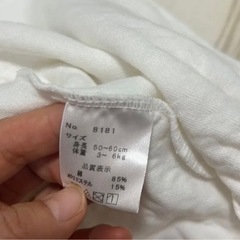 No 8181
サイズ
身長 50~60cm
体重 3~ 6kg
品質表示
綿 85%
ポリエステル 15%